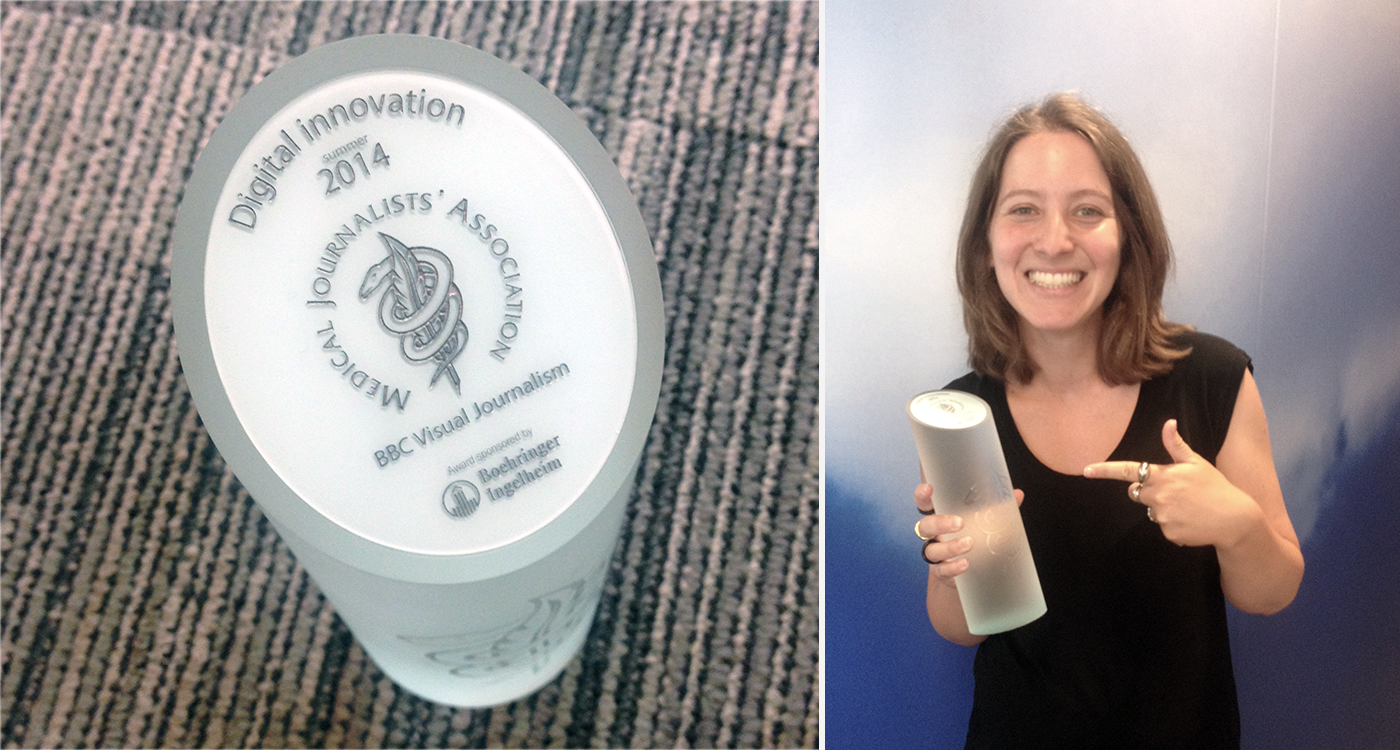 Digital innovation
summer
2014
MEDICAL JOURNALISTS' ASSOCIATION
BBC Visual Journalism
Award sponsored by
Boehringer
Ingelheim